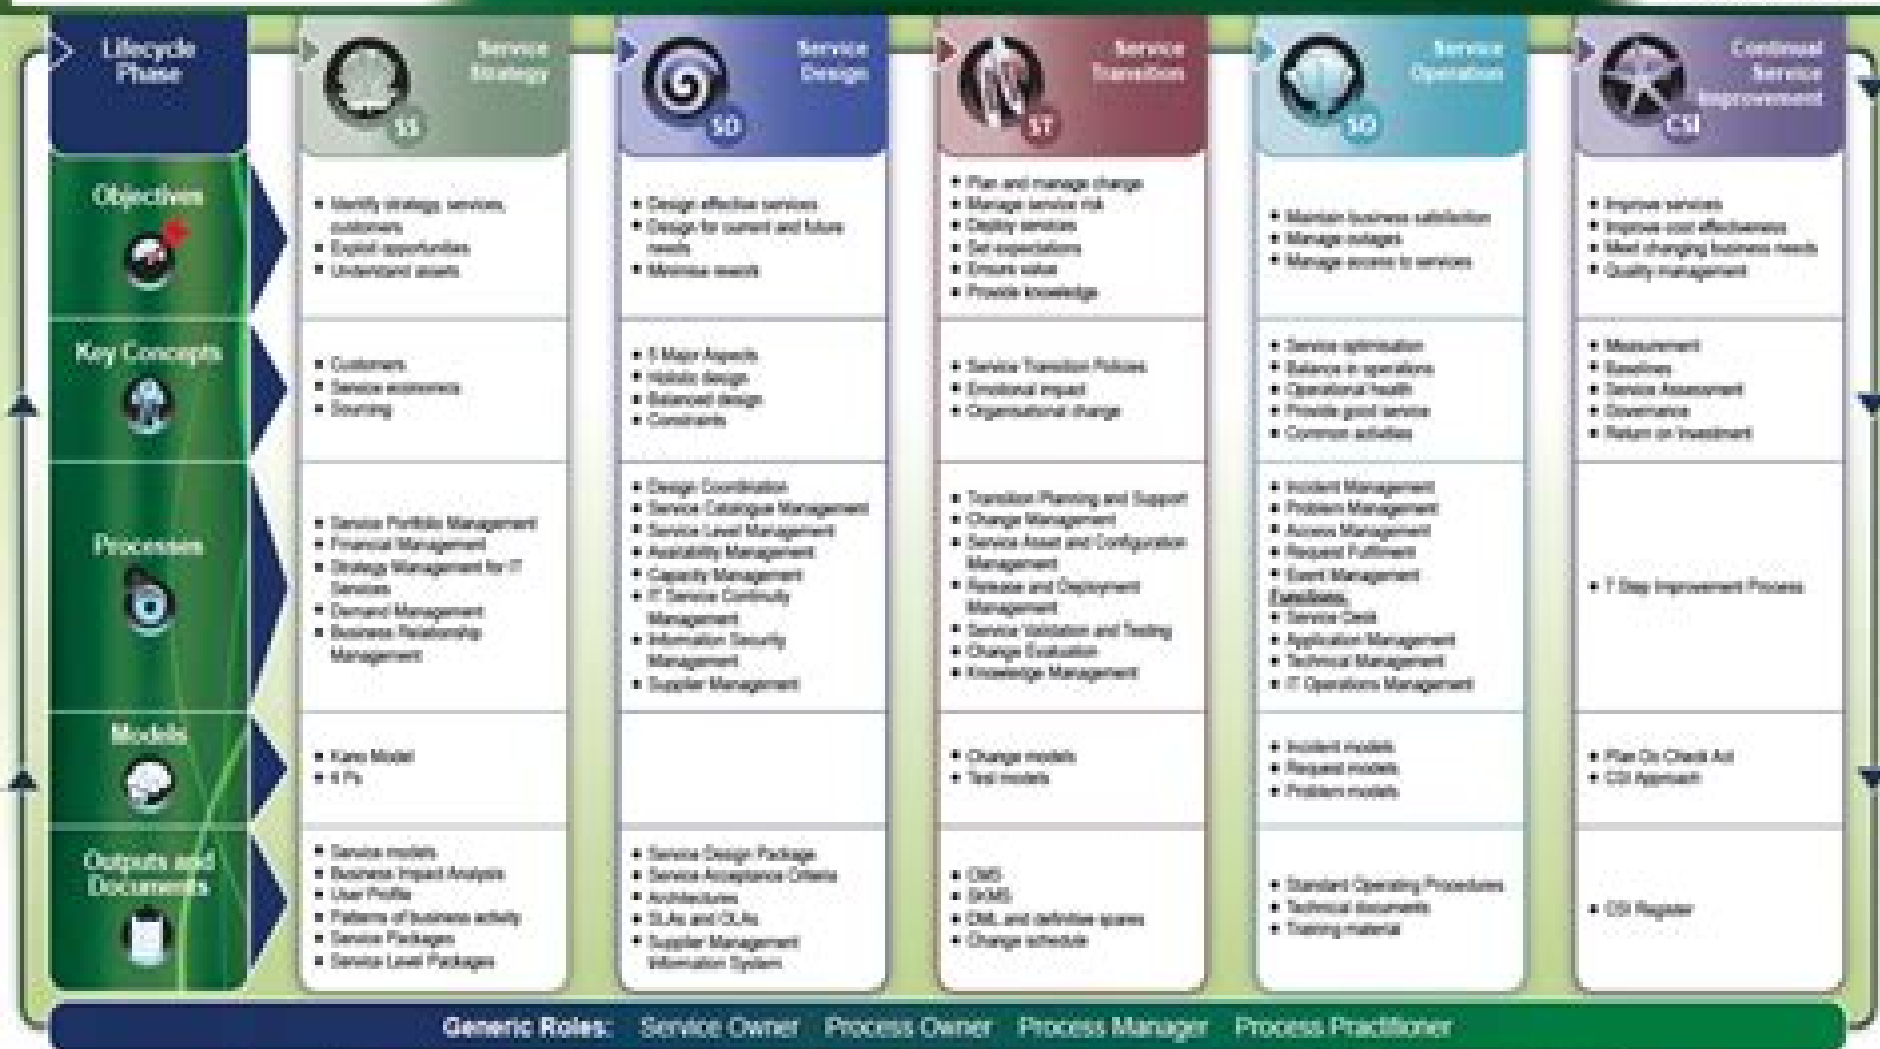 Lifecycle
Phase
Service
Strategy
SS
Service
Design
SD
Service
Transition
ST
Service
Operation
SO
Continual
Service
Improvement
CSI
Objectives
• Identify strategy, services,
customers
• Exploit opportunities
• Understand assets
• Design effective services
• Design for current and future
needs
• Minimise rework
• Plan and manage change
• Manage service risk
• Deploy services
• Set expectations
• Ensure value
• Provide knowledge
• Maintain business satisfaction
• Manage outages
• Manage access to services
• Improve services
• Improve cost effectiveness
• Meet changing business needs
• Quality management
Key Concepts
• Customers
• Service economics
• Sourcing
• 5 Major Aspects
• Holistic design
• Balanced design
• Constraints
• Service Transition Policies
• Emotional impact
• Organisational change
• Service optimisation
• Balance in operations
• Operational health
• Provide good service
• Common activities
• Measurement
• Baselines
• Service Assessment
• Governance
• Return on Investment
Processes
• Service Portfolio Management
• Financial Management
• Strategy Management for IT
Services
• Demand Management
• Business Relationship
Management
• Design Coordination
• Service Catalogue Management
• Service Level Management
• Availability Management
• Capacity Management
• IT Service Continuity
Management
• Information Security
Management
• Supplier Management
• Transition Planning and Support
• Change Management
• Service Asset and Configuration
Management
• Release and Deployment
Management
• Service Validation and Testing
• Change Evaluation
• Knowledge Management
• Incident Management
• Problem Management
• Access Management
• Request Fulfilment
• Event Management
Functions
• Service Desk
• Application Management
• Technical Management
• IT Operations Management
• 7 Step Improvement Process
Models
• Kano Model
• 4 Ps
• Change models
• Test models
• Incident models
• Request models
• Problem models
• Plan Do Check Act
• CSI Approach
Outputs and
Documents
• Service models
• Business Impact Analysis
• User Profile
• Patterns of business activity
• Service Packages
• Service Level Packages
• Service Design Package
• Service Acceptance Criteria
• Architectures
• SLAs and OLAs
• Supplier Management
Information System
• CMS
• SKMS
• DML and definitive spares
• Change schedule
• Standard Operating Procedures
• Technical documents
• Training material
• CSI Register
Generic Roles: Service Owner Process Owner Process Manager Process Practitioner